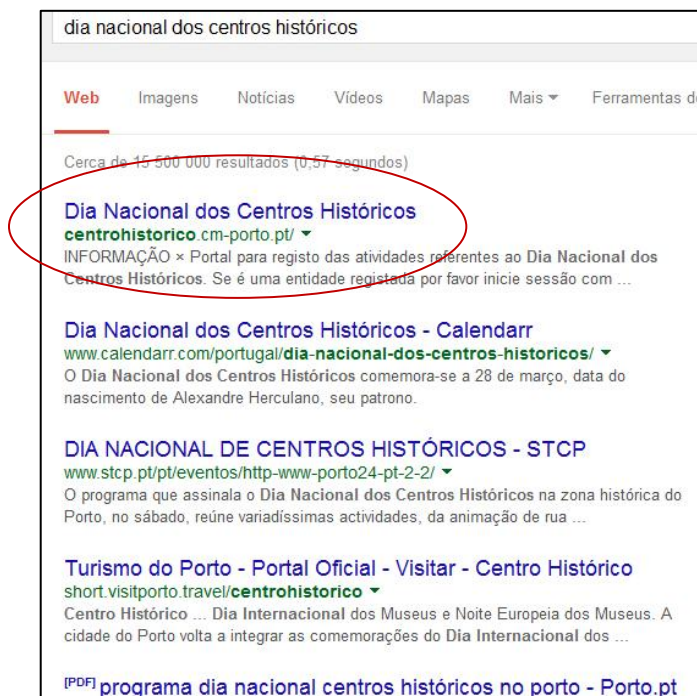 dia nacional dos centros históricos
Web Imagens Notícias Vídeos Mapas Mais Ferramentas d
Cerca de 15 500 000 resultados (0,57 segundos)
Dia Nacional dos Centros Históricos
centrohistorico.cm-porto.pt/
INFORMAÇÃO × Portal para registo das atividades referentes ao Dia Nacional dos
Centros Históricos. Se é uma entidade registada por favor inicie sessão com ...
Dia Nacional dos Centros Históricos - Calendarr
www.calendarr.com/portugal/dia-nacional-dos-centros-historicos/
O Dia Nacional dos Centros Históricos comemora-se a 28 de março, data do
nascimento de Alexandre Herculano, seu patrono.
DIA NACIONAL DE CENTROS HISTÓRICOS - STCP
www.stcp.pt/pt/eventos/http-www-porto24-pt-2-2/
O programa que assinala o Dia Nacional dos Centros Históricos na zona histórica do
Porto, no sábado, reúne variadíssimas actividades, da animação de rua ...
Turismo do Porto - Portal Oficial - Visitar - Centro Histórico
short.visitporto.travel/centrohistorico
Centro Histórico ... Dia Internacional dos Museus e Noite Europeia dos Museus. A
cidade do Porto volta a integrar as comemorações do Dia Internacional dos ...
[PDF] programa dia nacional centros históricos no porto - Porto.pt